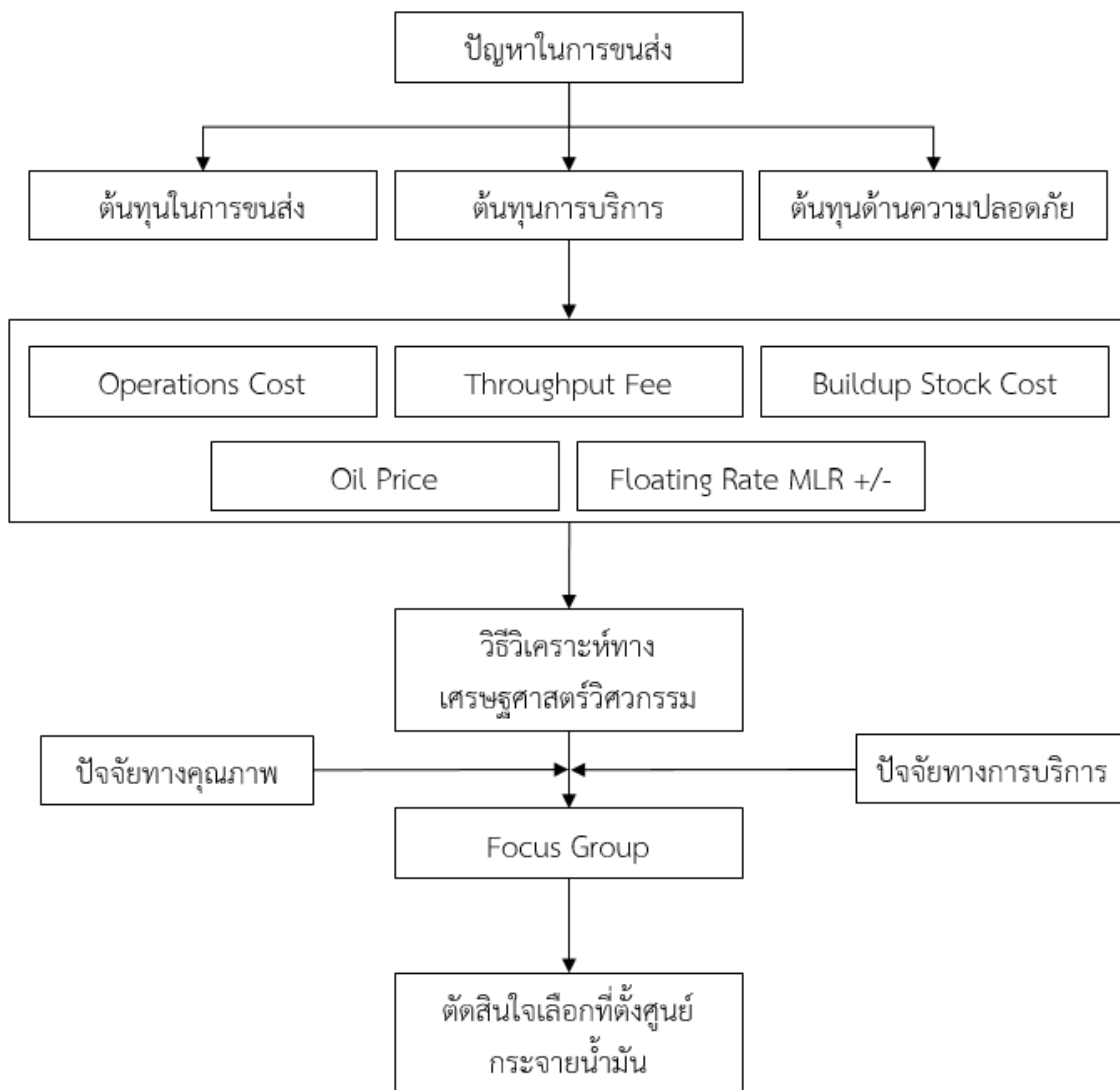 ปัญหาในการขนส่ง
ต้นทุนในการขนส่ง
ต้นทุนการบริการ
ต้นทุนด้านความปลอดภัย
Operations Cost
Throughput Fee
Buildup Stock Cost
Oil Price
Floating Rate MLR +/-
วิธีวิเคราะห์ทาง
เศรษฐศาสตร์วิศวกรรม
ปัจจัยทางคุณภาพ
ปัจจัยทางการบริการ
Focus Group
ตัดสินใจเลือกที่ตั้งศูนย์
กระจายน้ำมัน